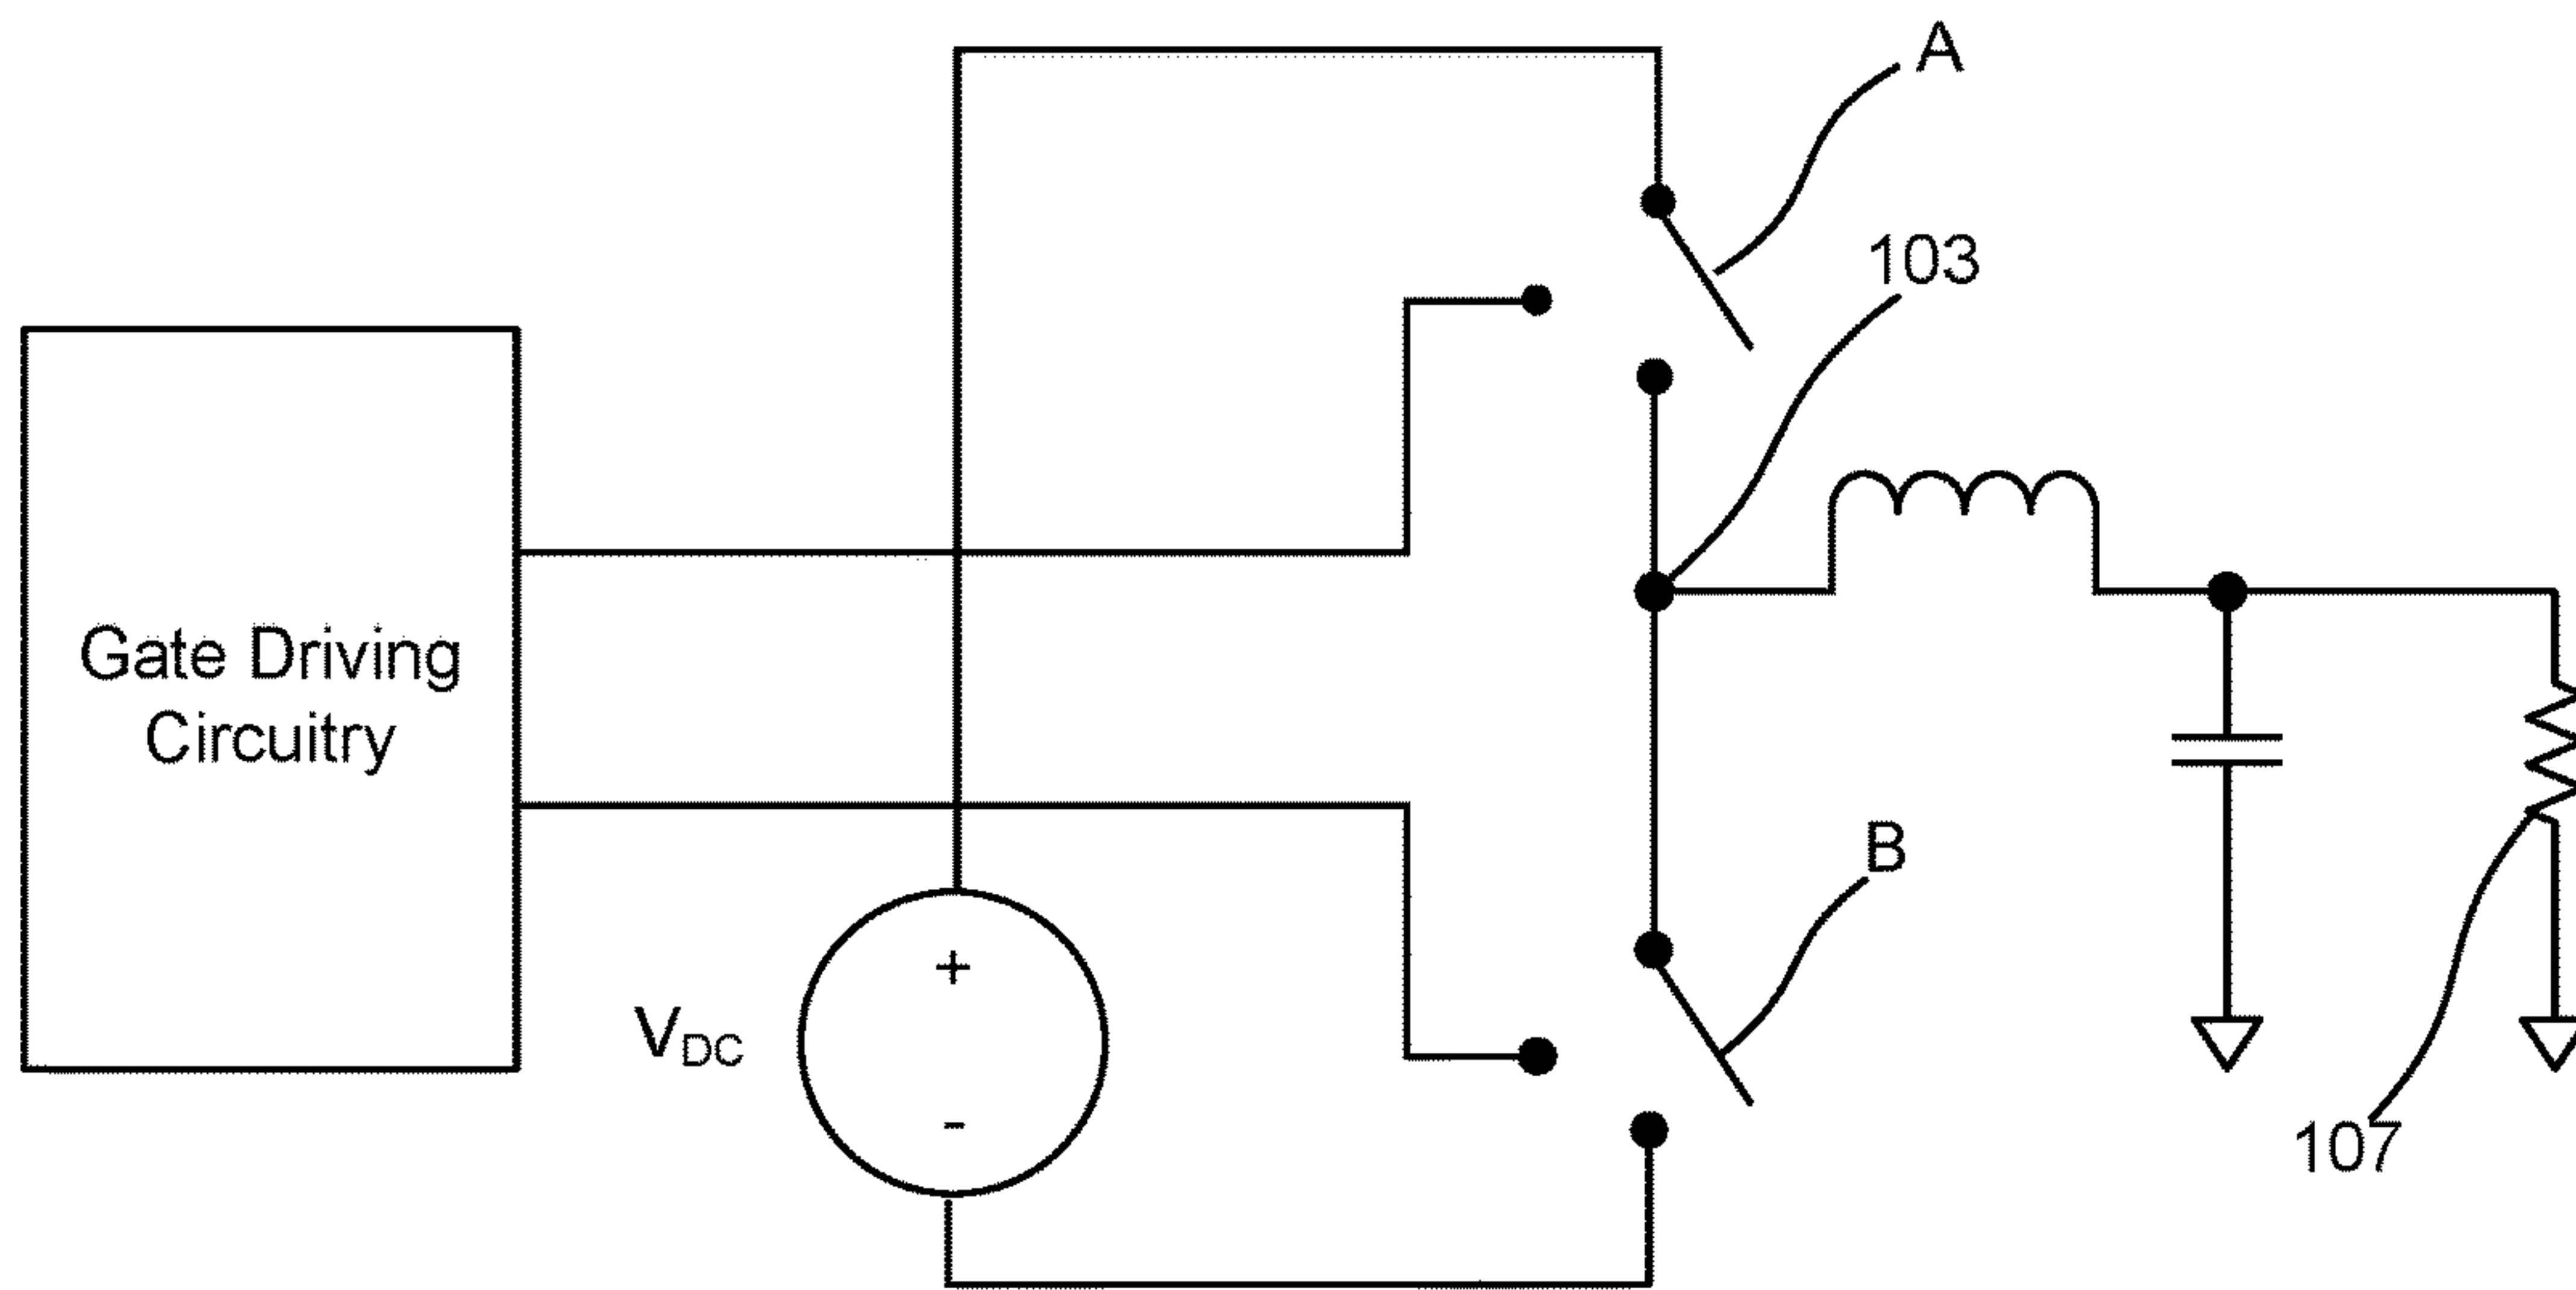 A
103
Gate Driving
Circuitry
B
+
VDC
-
107